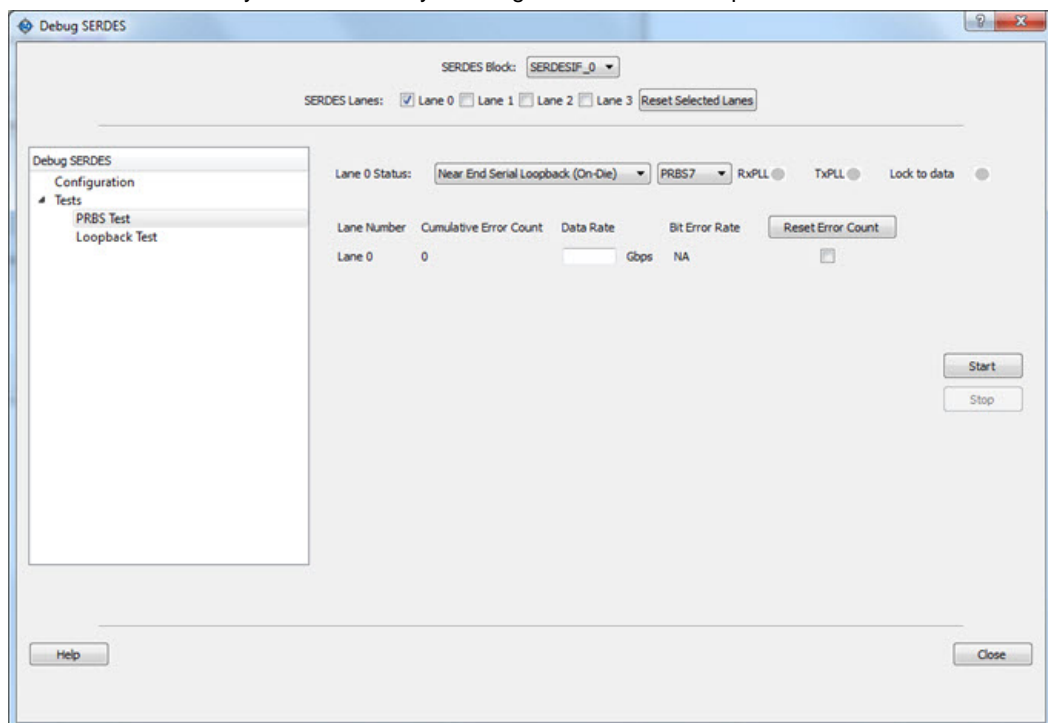 Debug SERDES
SERDES Block: SERDESIF_0
SERDES Lanes: Lane 0 Lane 1 Lane 2 Lane 3 Reset Selected Lanes
Debug SERDES
Configuration
Tests
PRBS Test
Loopback Test
Lane 0 Status: Near End Serial Loopback (On-Die) PRBS7 RxPLL TxPLL Lock to data
Lane Number Cumulative Error Count Data Rate Bit Error Rate Reset Error Count
Lane 0 0 Gbps NA
Start
Stop
Help Close